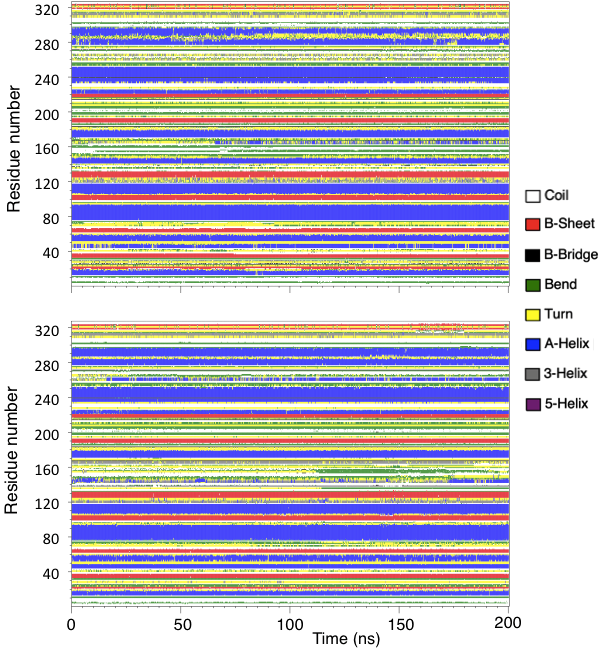 320
280
240
200
160
120
80
40
Residue number
Coil
B-Sheet
B-Bridge
Bend
Turn
A-Helix
3-Helix
5-Helix
320
280
240
200
160
120
80
40
Residue number
0 50 100 150 200
Time (ns)